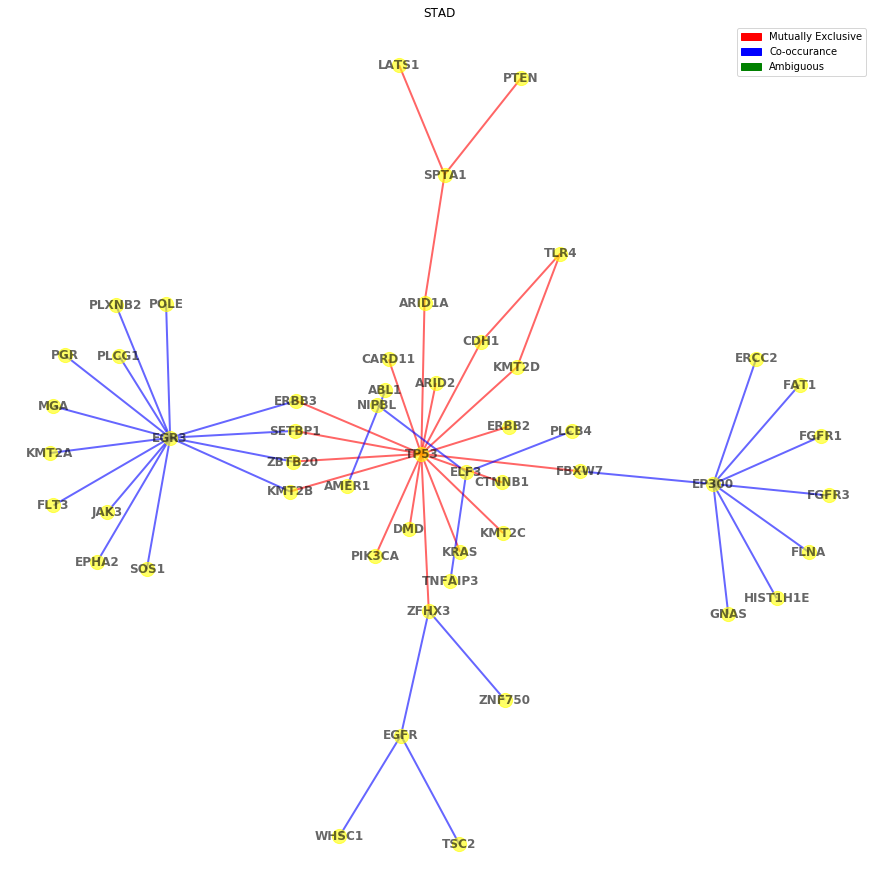 STAD
Mutually Exclusive
Co-occurance
Ambiguous
LATS1
PTEN
SPTA1
TLR4
ARID1A
PLXNB2
POLE
CDH1
PGR
PLCG1
CARD11
KMT2D
ERCC2
ABL1
ARID2
FAT1
ERBB3
NIPBL
MGA
SETBP1
ERBB2
PLCB4
FGFR1
EGR3
KMT2A
TP53
ZBTB20
ELF3
FBXW7
CTNNB1
EP300
KMT2B
AMER1
FGFR3
FLT3
JAK3
DMD
KMT2C
PIK3CA
KRAS
FLNA
EPHA2
SOS1
TNFAIP3
HIST1H1E
ZFHX3
GNAS
ZNF750
EGFR
WHSC1
TSC2